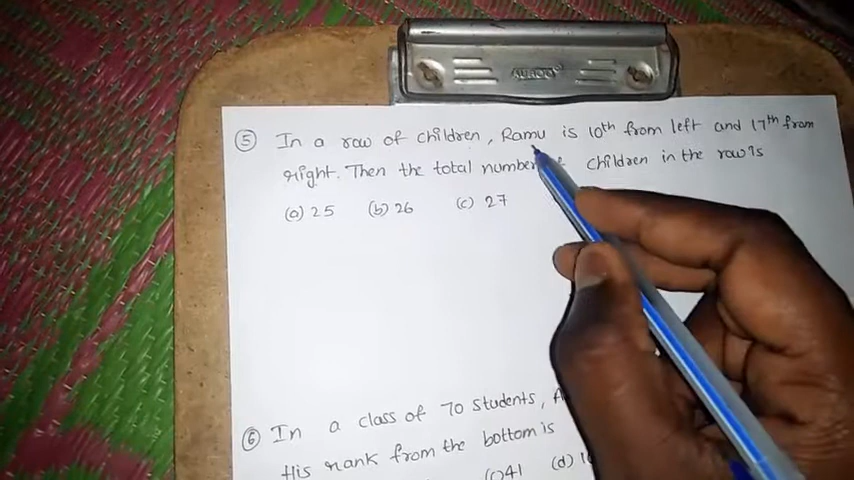 ⑤ In a row of children, Ramu is 10th from left and 17th from
right. Then the total number children in the row is
(a) 25 (b) 26 (c) 27
⑥ In a class of 70 students,
His rank from the bottom is
(c) 41 (d)